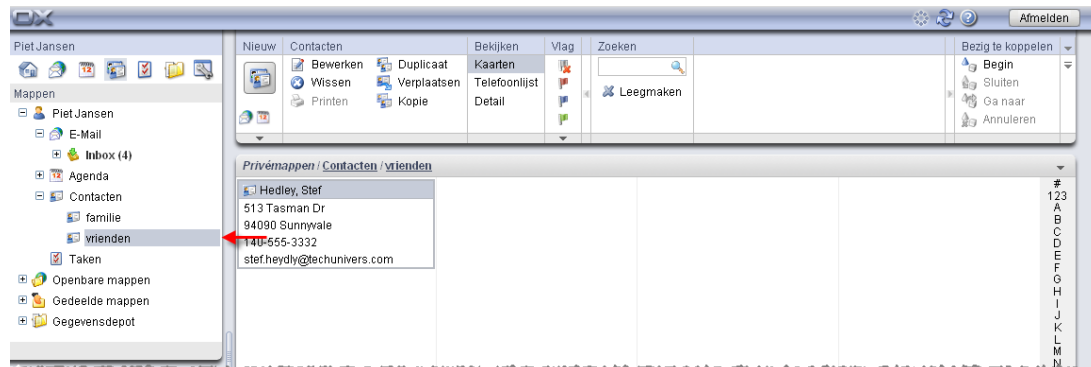 OX
Afmelden
Piet Jansen
Mappen
Piet Jansen
E-Mail
Inbox (4)
Agenda
Contacten
familie
vrienden
Taken
Openbare mappen
Gedeelde mappen
Gegevensdepot
Nieuw
Contacten
Bewerken
Duplicaat
Wissen
Verplaatsen
Printen
Kopie
Bekijken
Kaarten
Telefoonlijst
Detail
Vlag
Zoeken
Leegmaken
Bezig te koppelen
Begin
Sluiten
Ga naar
Annuleren
Privémappen / Contacten / vrienden
Hedley, Stef
513 Tasman Dr
94090 Sunnyvale
140-555-3332
stef.heydly@techunivers.com
#
123
A
B
C
D
E
F
G
H
I
J
K
L
M
N